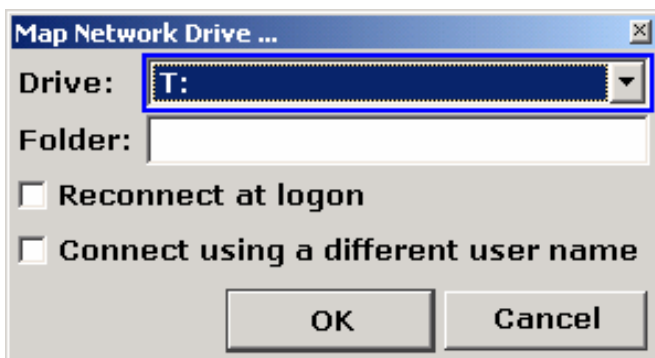 Map Network Drive ...
Drive: T:
Folder:
Reconnect at logon
Connect using a different user name
OK Cancel